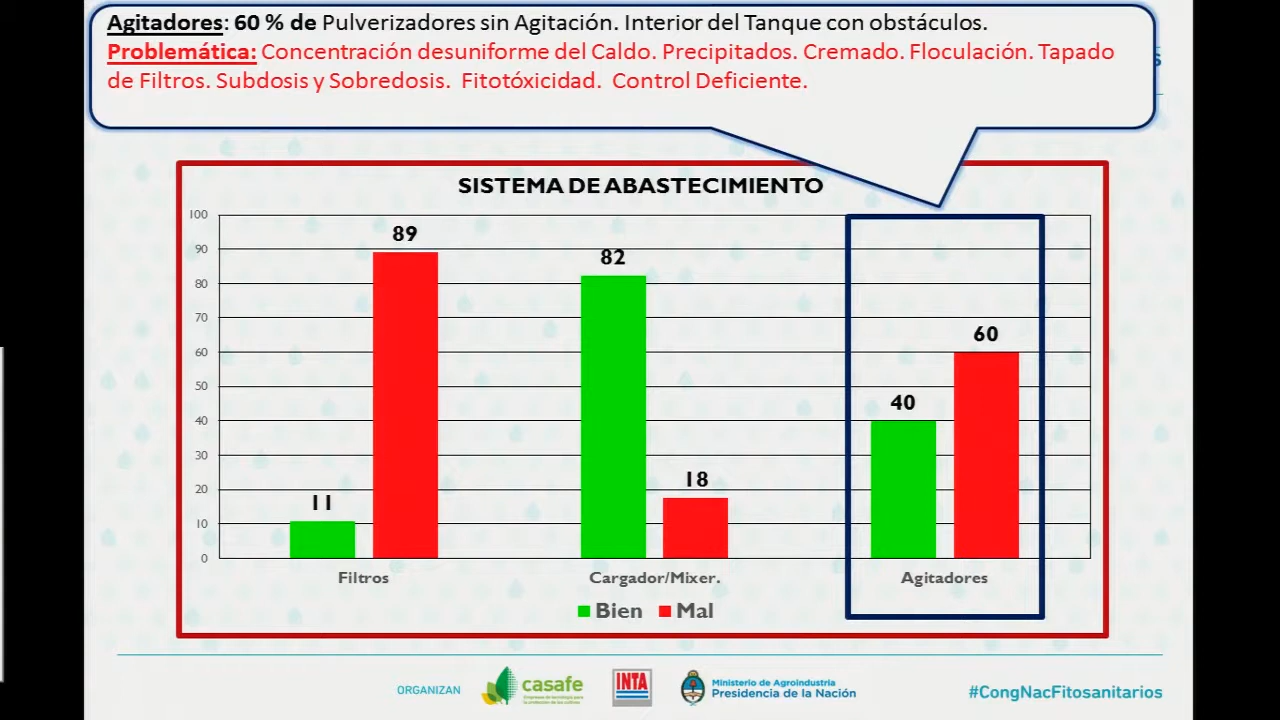 Agitadores: 60 % de Pulverizadores sin Agitación. Interior del Tanque con obstáculos.
Problemática: Concentración desuniforme del Caldo. Precipitados. Cremado. Floculación. Tapado
de Filtros. Subdosis y Sobredosis. Fitotóxicidad. Control Deficiente.
SISTEMA DE ABASTECIMIENTO
100
90
80
70
60
50
40
30
20
10
0
11
89
82
18
40
60
Filtros
Cargador/Mixer.
Agitadores
Bien
Mal
ORGANIZAN
casafe
INTA
Ministerio de Agroindustria
Presidencia de la Nación
#CongNacFitosanitarios